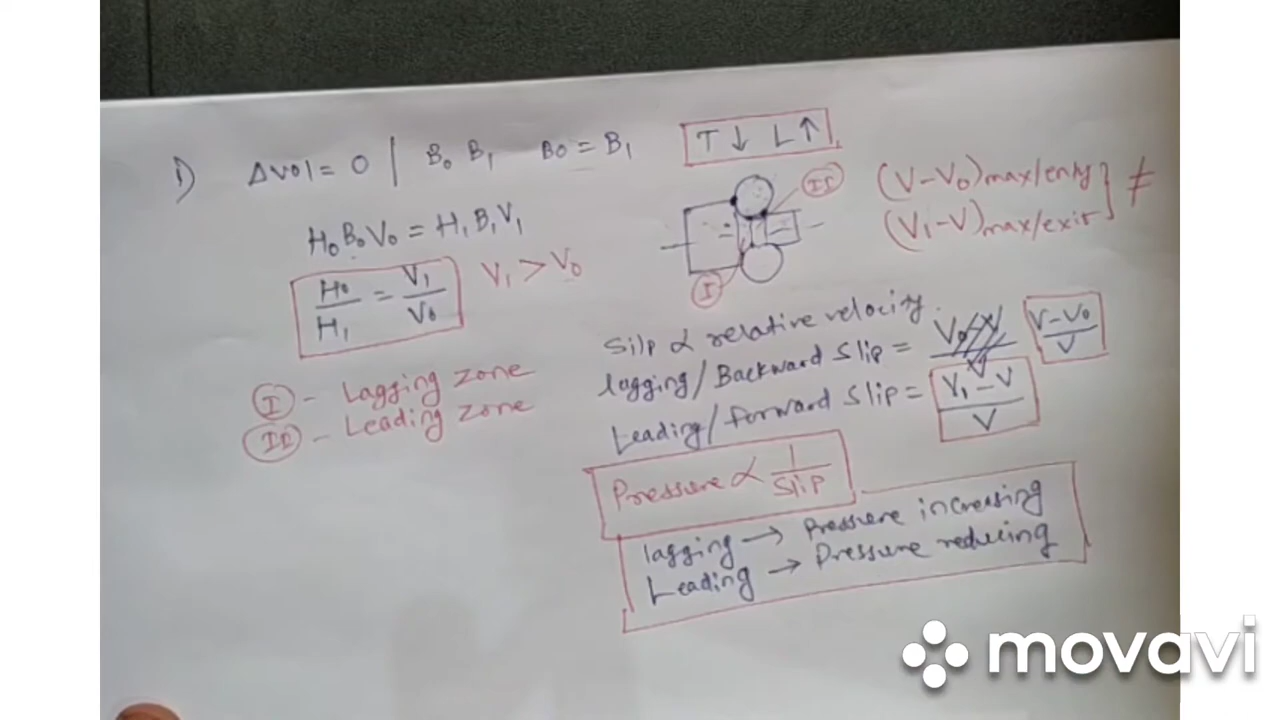 1) Δvol = 0 | B₀ B₁ B₀ = B₁
T ↓ L ↑
H₀B₀V₀ = H₁B₁V₁
H₀/H₁ = V₁/V₀ V₁ > V₀
II
I
(V-V₀)max/entry
(V₁-V)max/exit } ≠
I - Lagging zone
II - Leading zone
Silp ∝ relative velocity
lagging/Backward Slip = V-V₀/V
Leading/forward Slip = V₁-V/V
Pressure ∝ 1/Slip
lagging → Pressure increasing
Leading → Pressure reducing
movavi